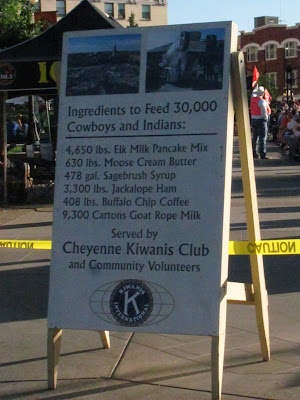 Ingredients to Feed 30,000
Cowboys and Indians:
4,650 lbs. Elk Milk Pancake Mix
630 lbs. Moose Cream Butter
478 gal. Sagebrush Syrup
3,300 lbs. Jackalope Ham
408 lbs. Buffalo Chip Coffee
9,300 Cartons Goat Rope Milk
Served by
Cheyenne Kiwanis Club
and Community Volunteers
K
KIWANIS
INTERNATIONAL
CAUTION
CAUTION